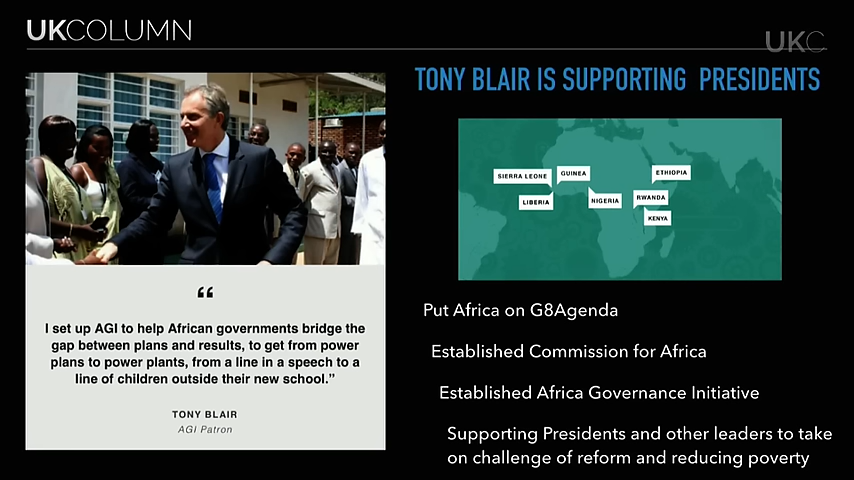 UKCOLUMN
UKC
TONY BLAIR IS SUPPORTING PRESIDENTS
SIERRA LEONE
GUINEA
ETHIOPIA
LIBERIA
NIGERIA
RWANDA
KENYA
“
I set up AGI to help African governments bridge the
gap between plans and results, to get from power
plans to power plants, from a line in a speech to a
line of children outside their new school.”
TONY BLAIR
AGI Patron
Put Africa on G8Agenda
Established Commission for Africa
Established Africa Governance Initiative
Supporting Presidents and other leaders to take
on challenge of reform and reducing poverty